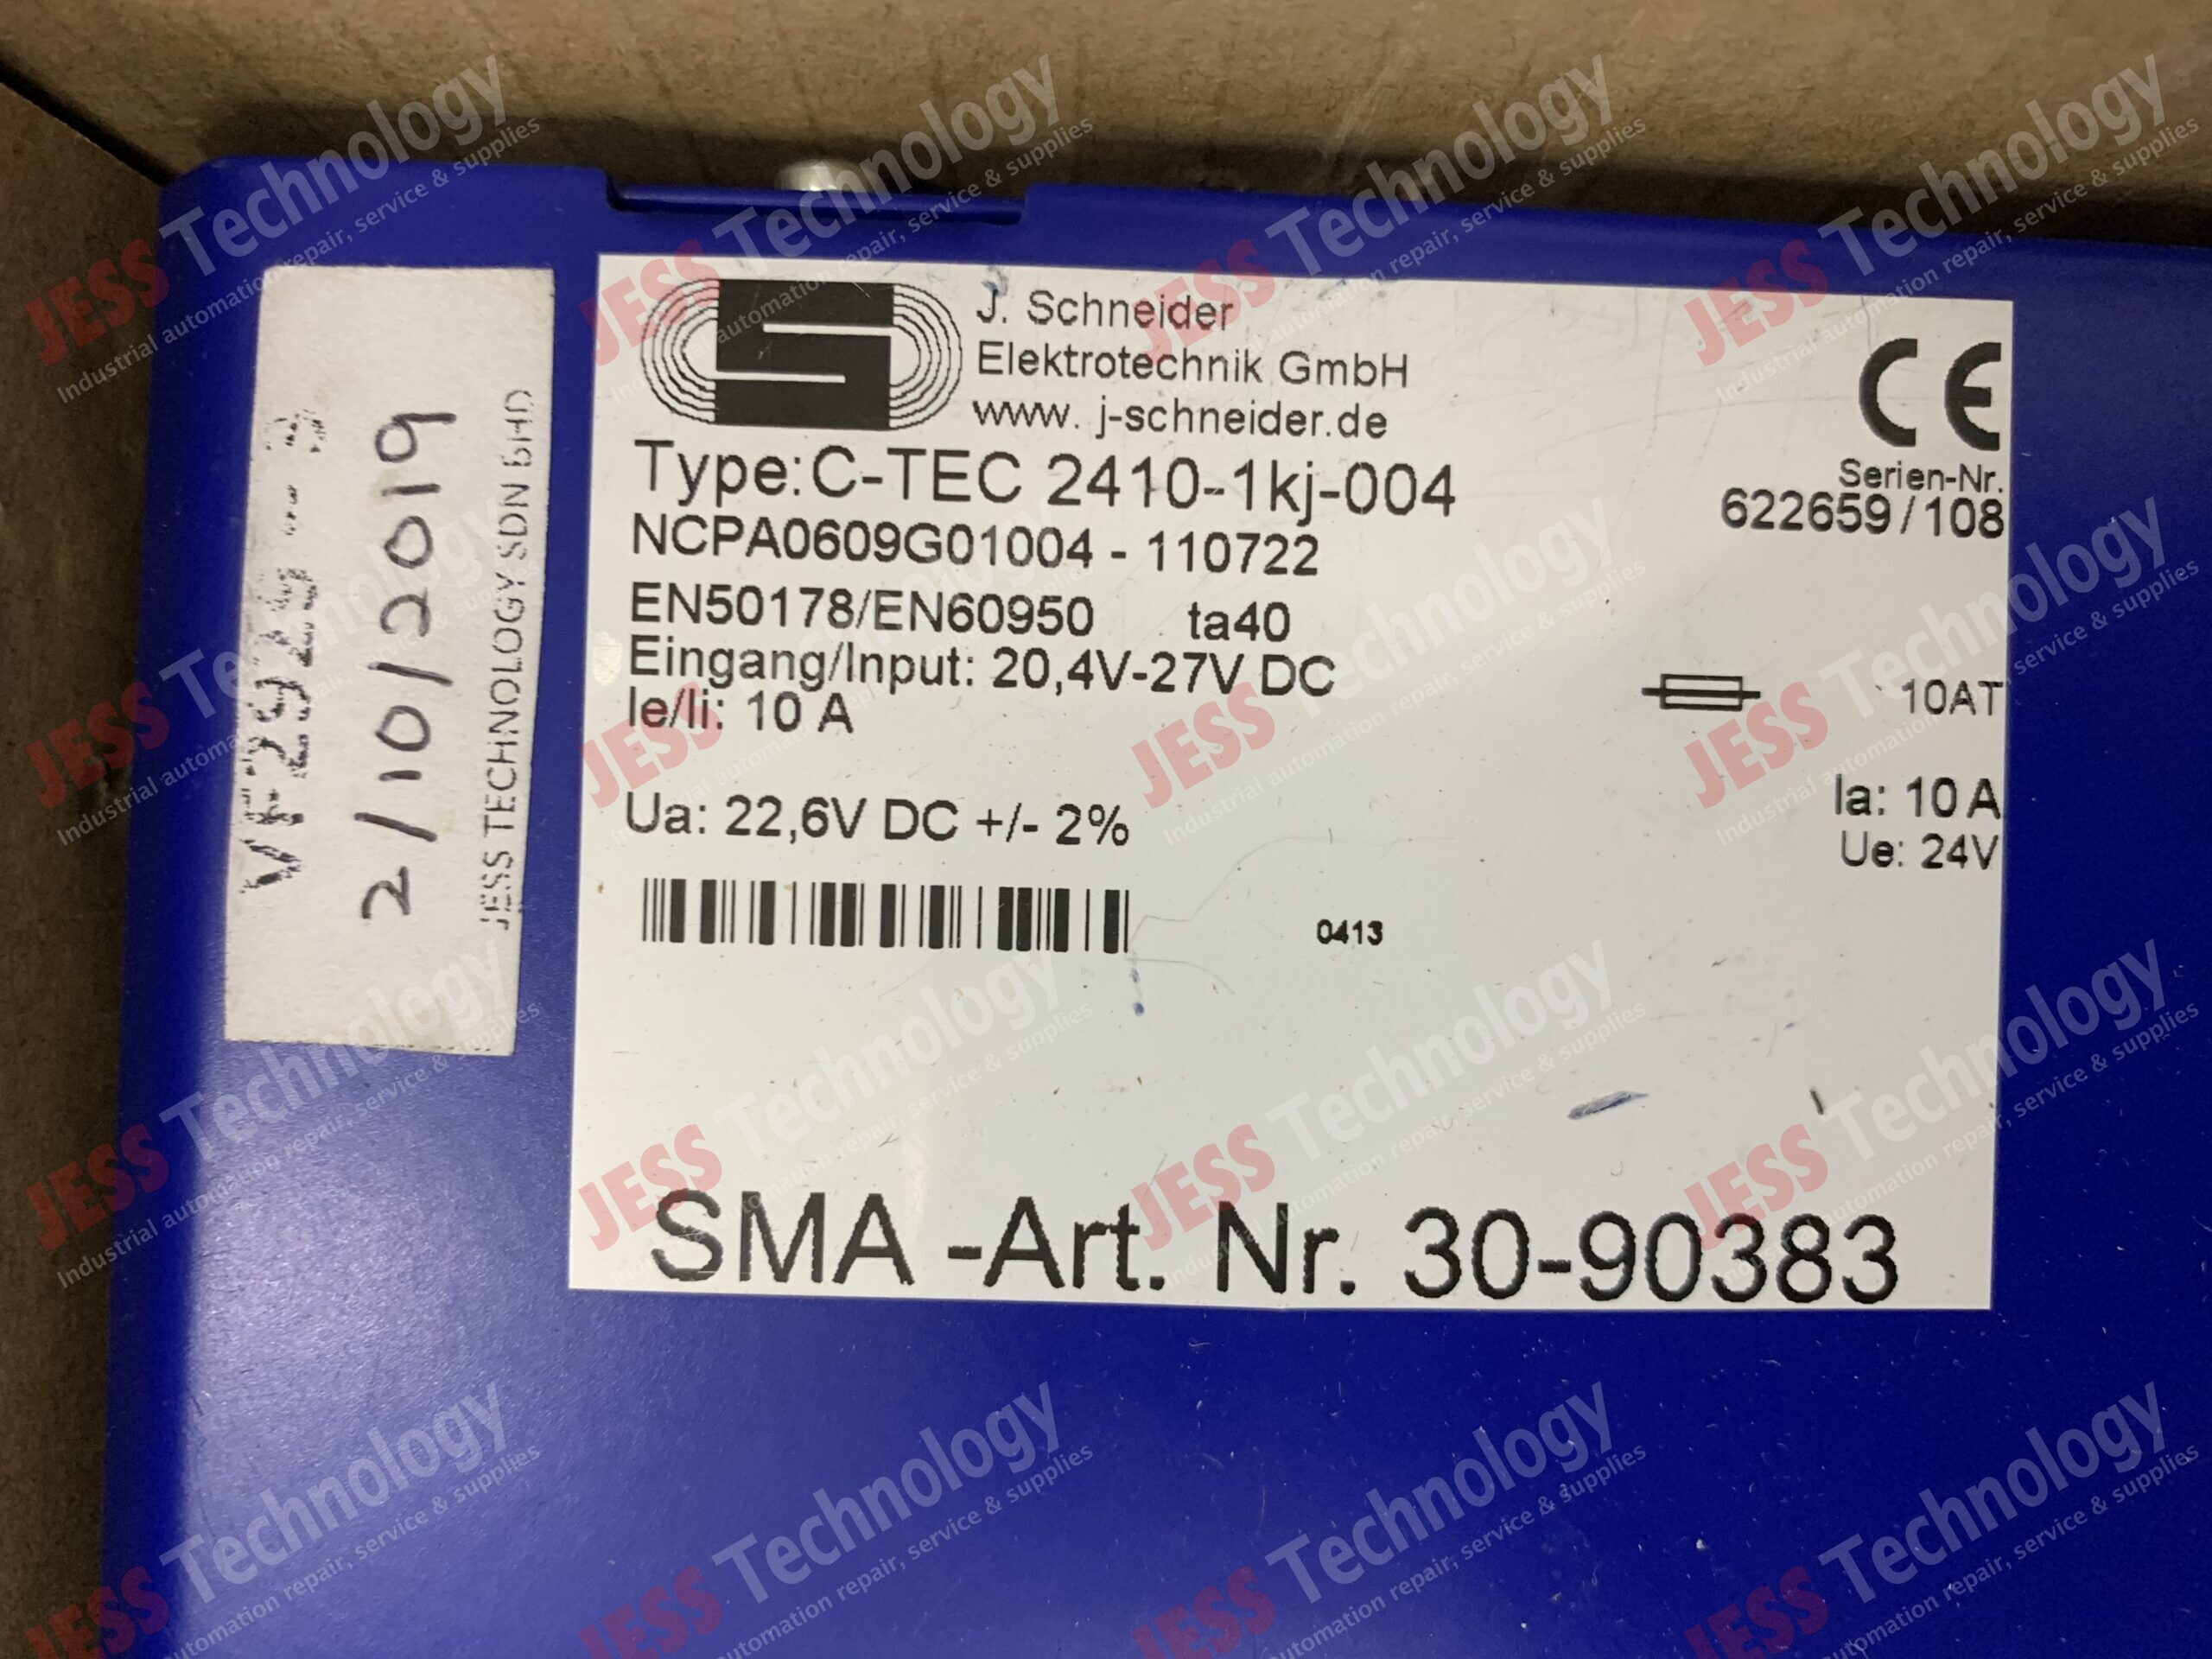 J. Schneider
Elektrotechnik GmbH
www. j-schneider.de
Type:C-TEC 2410-1kj-004
Serien-Nr.
622659/108
NCPA0609G01004 - 110722
EN50178/EN60950 ta40
Eingang/Input: 20,4V-27V DC
10AT
Ie/Ii: 10 A
Ia: 10 A
Ua: 22,6V DC +/- 2%
Ue: 24V
0413
SMA -Art. Nr. 30-90383
2/10/2019
JESS TECHNOLOGY SDN BHD
JESS Technology
Industrial automation repair, service & supplies